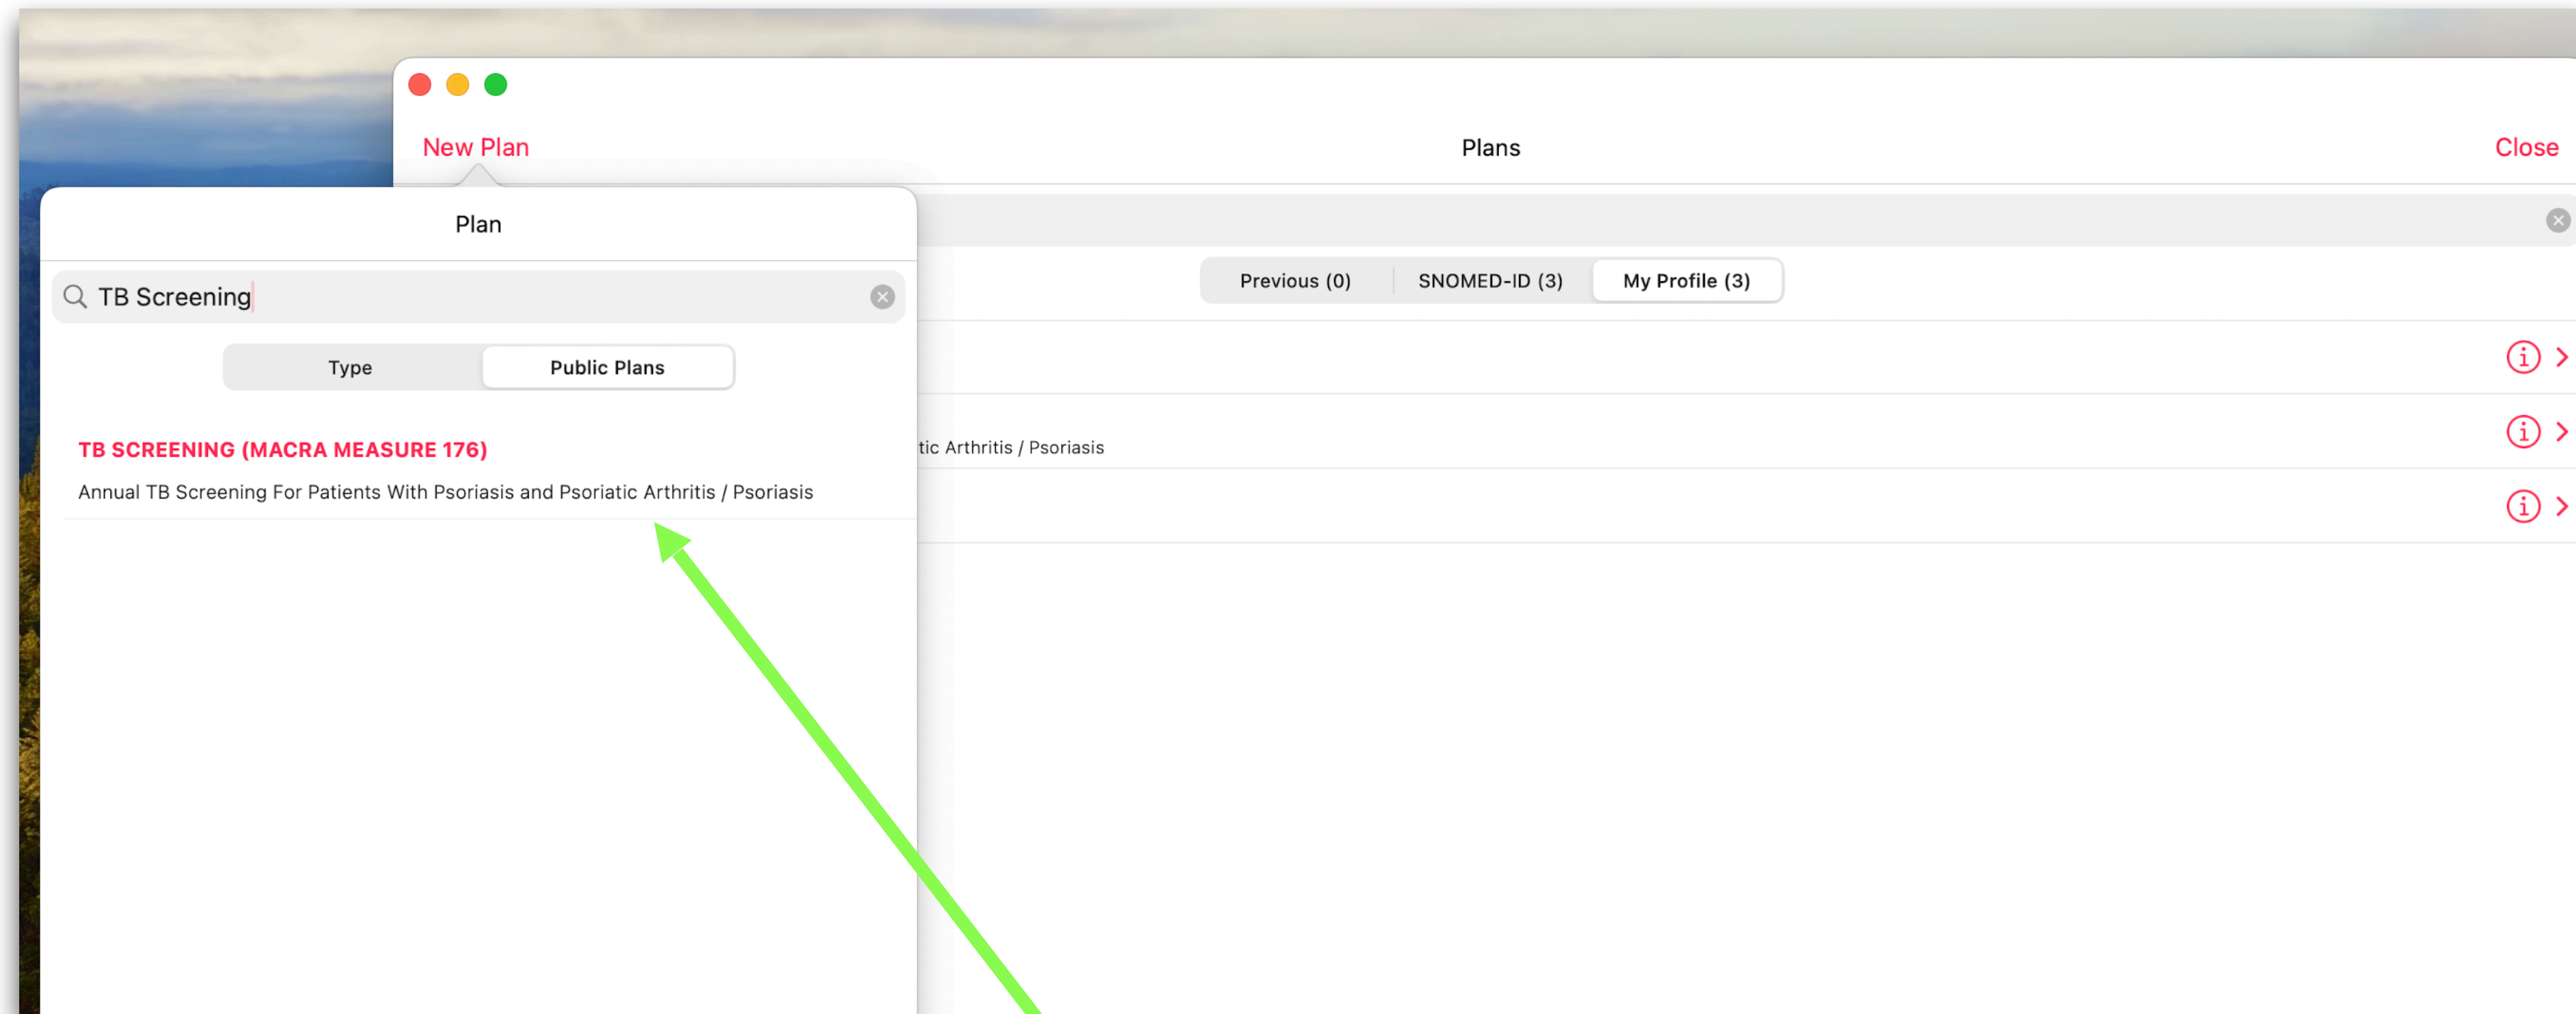 New Plan
Plans
Close
Plan
TB Screening
Previous (0)
SNOMED-ID (3)
My Profile (3)
Type
Public Plans
TB SCREENING (MACRA MEASURE 176)
tic Arthritis / Psoriasis
Annual TB Screening For Patients With Psoriasis and Psoriatic Arthritis / Psoriasis